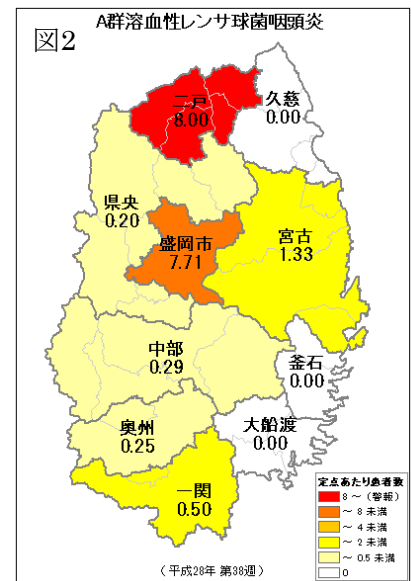 A群溶血性レンサ球菌咽頭炎
図2
二戸
8.00
久慈
0.00
県央
0.20
盛岡市
7.71
宮古
1.33
中部
0.29
釜石
0.00
奥州
0.25
大船渡
0.00
一関
0.50
定点あたり患者数
8 ~ (警報)
~ 8 未満
~ 4 未満
~ 2 未満
~ 0.5 未満
0
(平成28年 第38週)